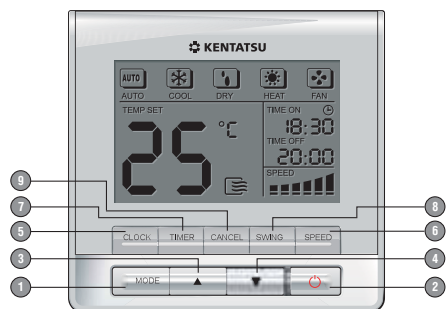 KENTATSU
AUTO
AUTO COOL DRY HEAT FAN
TEMP SET TIME ON
25 °C 18:30
TIME OFF
20:00
SPEED
9
7 8
5 CLOCK TIMER CANCEL SWING SPEED 6
3 4
1 MODE ▲ ▼ 2